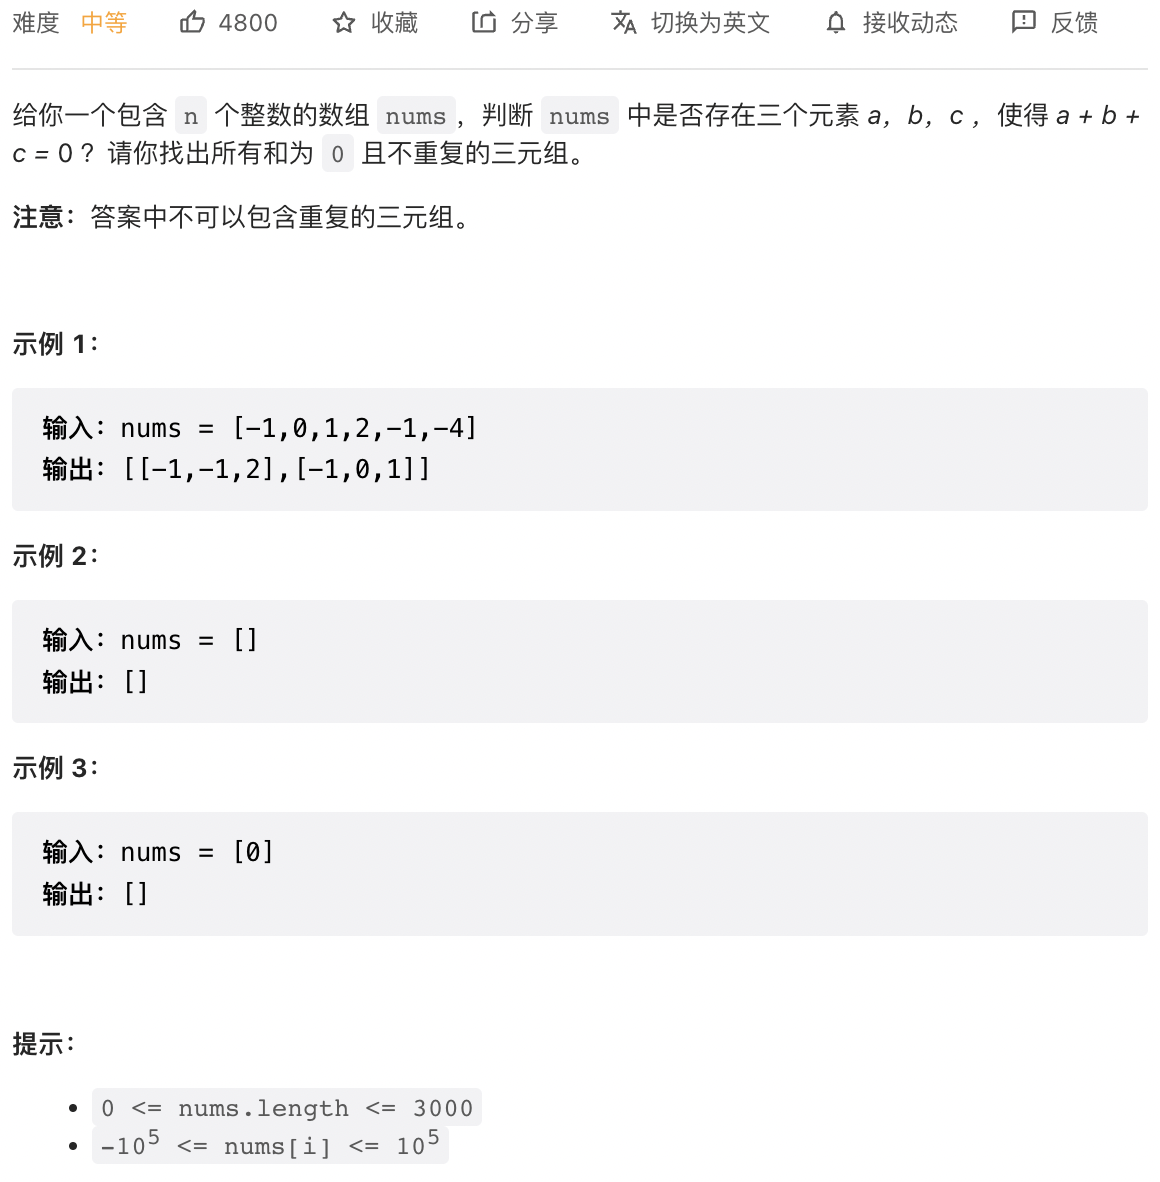 难度 中等 4800 收藏 分享 切换为英文 接收动态 反馈
给你一个包含 n 个整数的数组 nums，判断 nums 中是否存在三个元素 a，b，c ，使得 a + b +
c = 0 ？请你找出所有和为 0 且不重复的三元组。
注意：答案中不可以包含重复的三元组。
示例 1：
输入：nums = [-1,0,1,2,-1,-4]
输出：[[-1,-1,2],[-1,0,1]]
示例 2：
输入：nums = []
输出：[]
示例 3：
输入：nums = [0]
输出：[]
提示：
• 0 <= nums.length <= 3000
• -10⁵ <= nums[i] <= 10⁵